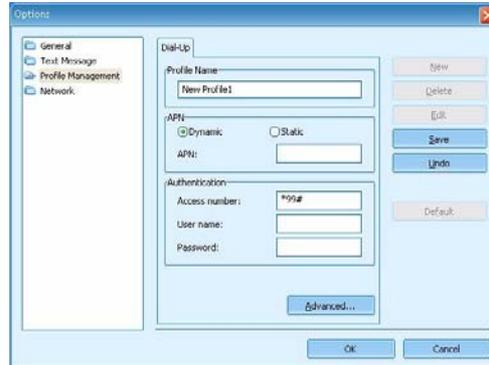 Options
General
Text Message
Profile Management
Network
Dial-Up
Profile Name
New Profile1
APN
Dynamic
Static
APN:
Authentication
Access number:
*99#
User name:
Password:
Advanced...
New
Delete
Edit
Save
Undo
Default
OK
Cancel